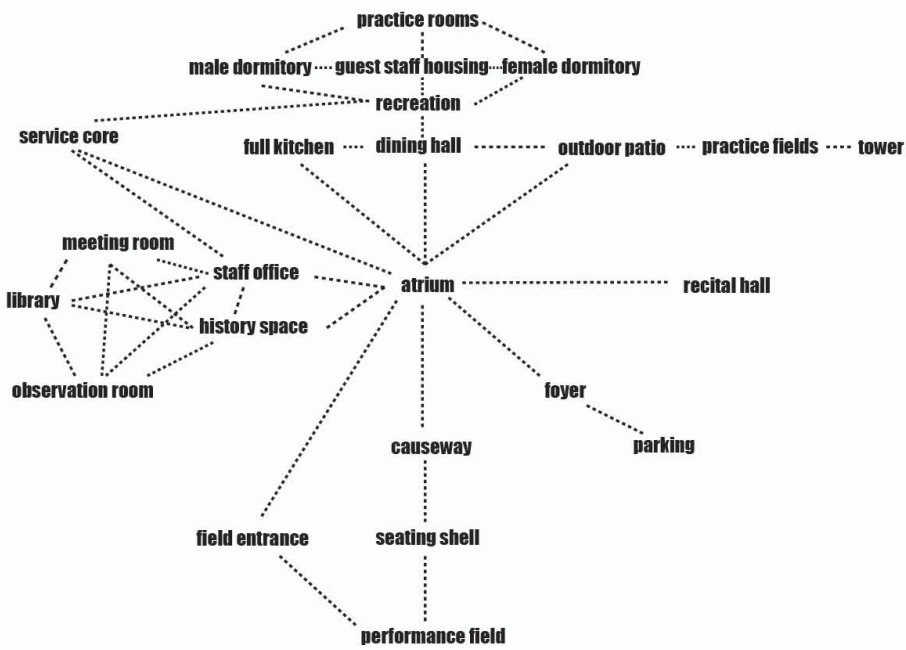 practice rooms
male dormitory
guest staff housing
female dormitory
recreation
service core
full kitchen
dining hall
outdoor patio
practice fields
tower
meeting room
staff office
library
atrium
recital hall
history space
observation room
foyer
causeway
parking
field entrance
seating shell
performance field